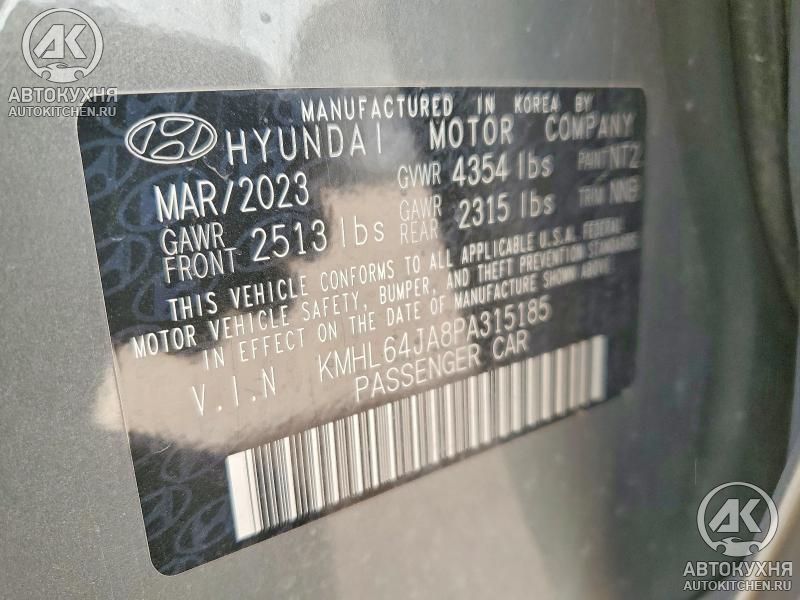 АВТОКУХНЯ
AUTOKITCHEN.RU
MANUFACTURED IN KOREA BY
HYUNDAI MOTOR COMPANY
MAR/2023 GVWR 4354 lbs PAINT NT2
GAWR FRONT 2513 lbs GAWR REAR 2315 lbs TRIM NNB
THIS VEHICLE CONFORMS TO ALL APPLICABLE U.S.A. FEDERAL
MOTOR VEHICLE SAFETY, BUMPER, AND THEFT PREVENTION STANDARDS
IN EFFECT ON THE DATE OF MANUFACTURE SHOWN ABOVE.
V.I.N KMHL64JA8PA315185
PASSENGER CAR
АВТОКУХНЯ
AUTOKITCHEN.RU